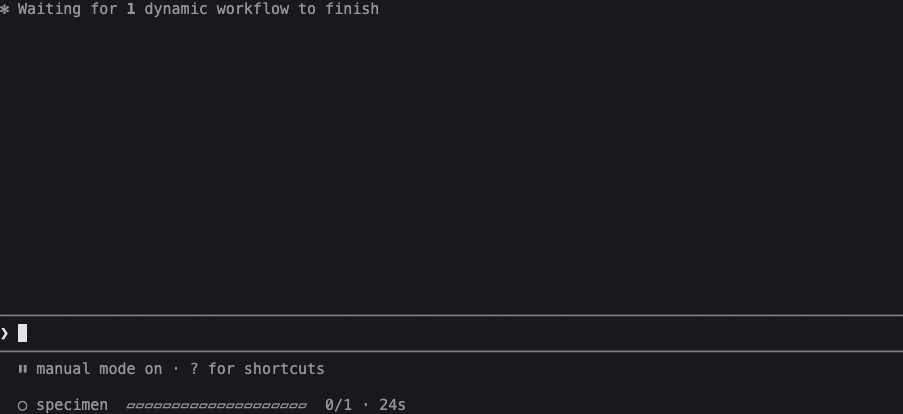 ✻ Waiting for 1 dynamic workflow to finish
❯
⏸ manual mode on · ? for shortcuts
◯ specimen ▱▱▱▱▱▱▱▱▱▱▱▱▱▱▱▱▱▱▱▱ 0/1 · 24s